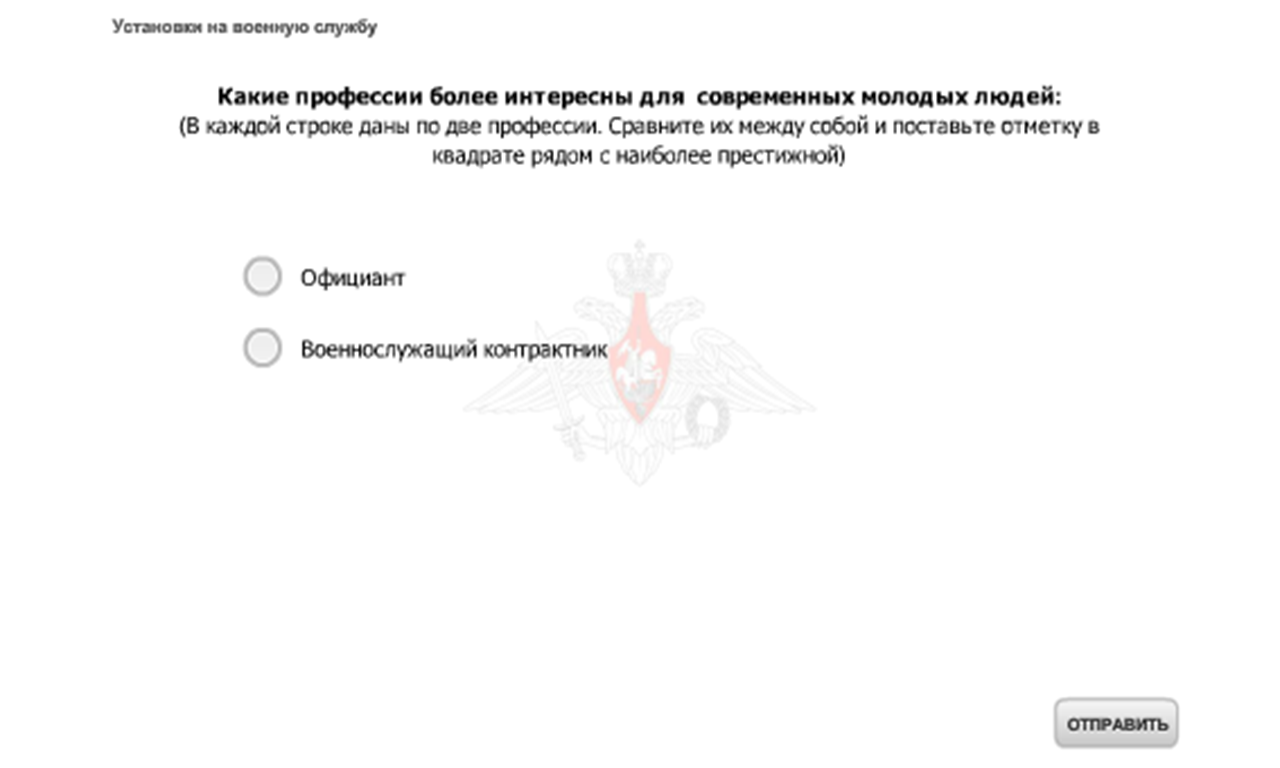 Установки на военную службу
Какие профессии более интересны для современных молодых людей:
(В каждой строке даны по две профессии. Сравните их между собой и поставьте отметку в
квадрате рядом с наиболее престижной)
Официант
Военнослужащий контрактник
ОТПРАВИТЬ